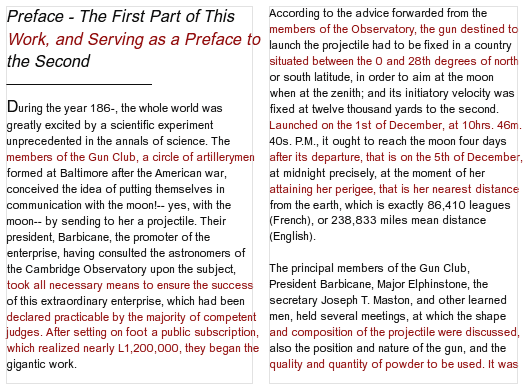 Preface - The First Part of This
Work, and Serving as a Preface to
the Second
During the year 186-, the whole world was
greatly excited by a scientific experiment
unprecedented in the annals of science. The
members of the Gun Club, a circle of artillerymen
formed at Baltimore after the American war,
conceived the idea of putting themselves in
communication with the moon!-- yes, with the
moon-- by sending to her a projectile. Their
president, Barbicane, the promoter of the
enterprise, having consulted the astronomers of
the Cambridge Observatory upon the subject,
took all necessary means to ensure the success
of this extraordinary enterprise, which had been
declared practicable by the majority of competent
judges. After setting on foot a public subscription,
which realized nearly L1,200,000, they began the
gigantic work.
According to the advice forwarded from the
members of the Observatory, the gun destined to
launch the projectile had to be fixed in a country
situated between the 0 and 28th degrees of north
or south latitude, in order to aim at the moon
when at the zenith; and its initiatory velocity was
fixed at twelve thousand yards to the second.
Launched on the 1st of December, at 10hrs. 46m.
40s. P.M., it ought to reach the moon four days
after its departure, that is on the 5th of December,
at midnight precisely, at the moment of her
attaining her perigee, that is her nearest distance
from the earth, which is exactly 86,410 leagues
(French), or 238,833 miles mean distance
(English).
The principal members of the Gun Club,
President Barbicane, Major Elphinstone, the
secretary Joseph T. Maston, and other learned
men, held several meetings, at which the shape
and composition of the projectile were discussed,
also the position and nature of the gun, and the
quality and quantity of powder to be used. It was